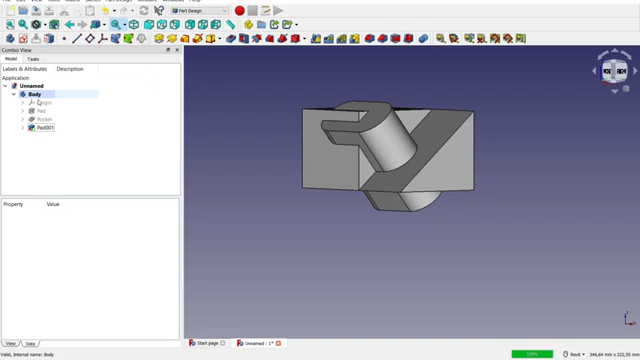 Part Design
Combo View
Model
Tasks
Labels & Attributes
Description
Application
Unnamed
Body
Origin
Pad
Pocket
Pad001
Property
Value
View
Data
Start page
Unnamed : 1*
Valid, Internal name: Body
100%
Revit
346,64 mm x 222,55 mm